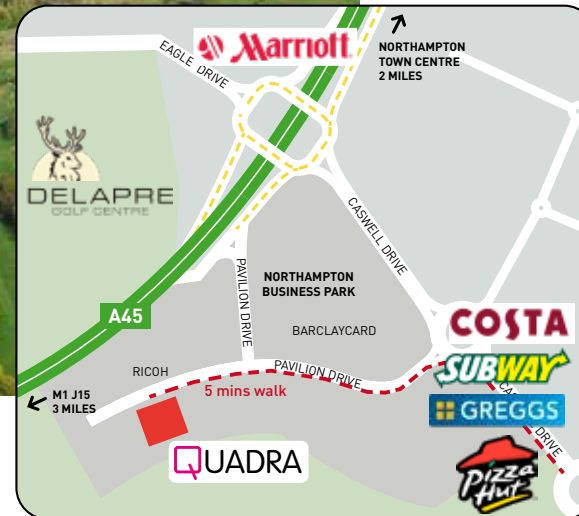 Marriott
NORTHAMPTON
TOWN CENTRE
2 MILES
EAGLE DRIVE
DELAPRE
GOLF CENTRE
CASWELL DRIVE
PAVILION DRIVE
NORTHAMPTON
BUSINESS PARK
A45
BARCLAYCARD
COSTA
RICOH
PAVILION DRIVE
SUBWAY
M1 J15
3 MILES
5 mins walk
GREGGS
CASWELL DRIVE
QUADRA
Pizza
Hut